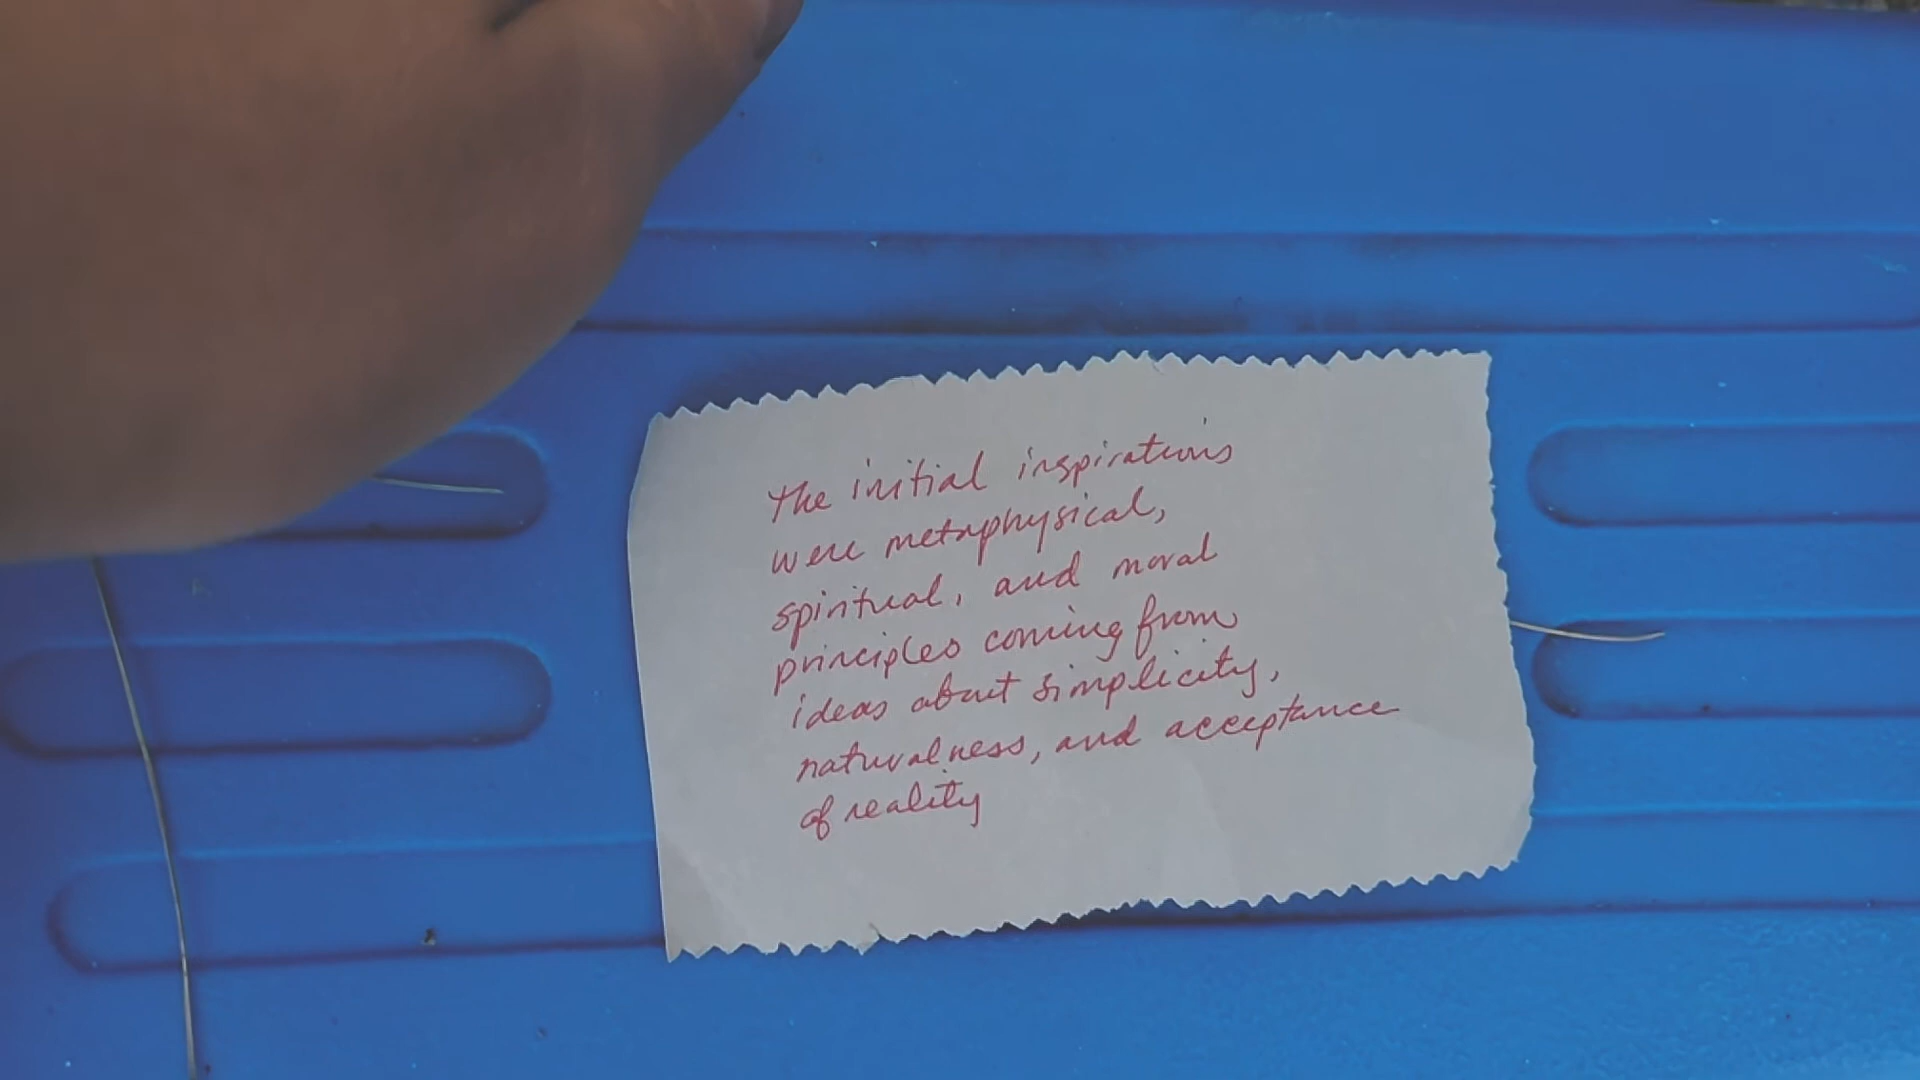 The initial inspirations
were metaphysical,
spiritual, and moral
principles coming from
ideas about simplicity,
naturalness, and acceptance
of reality